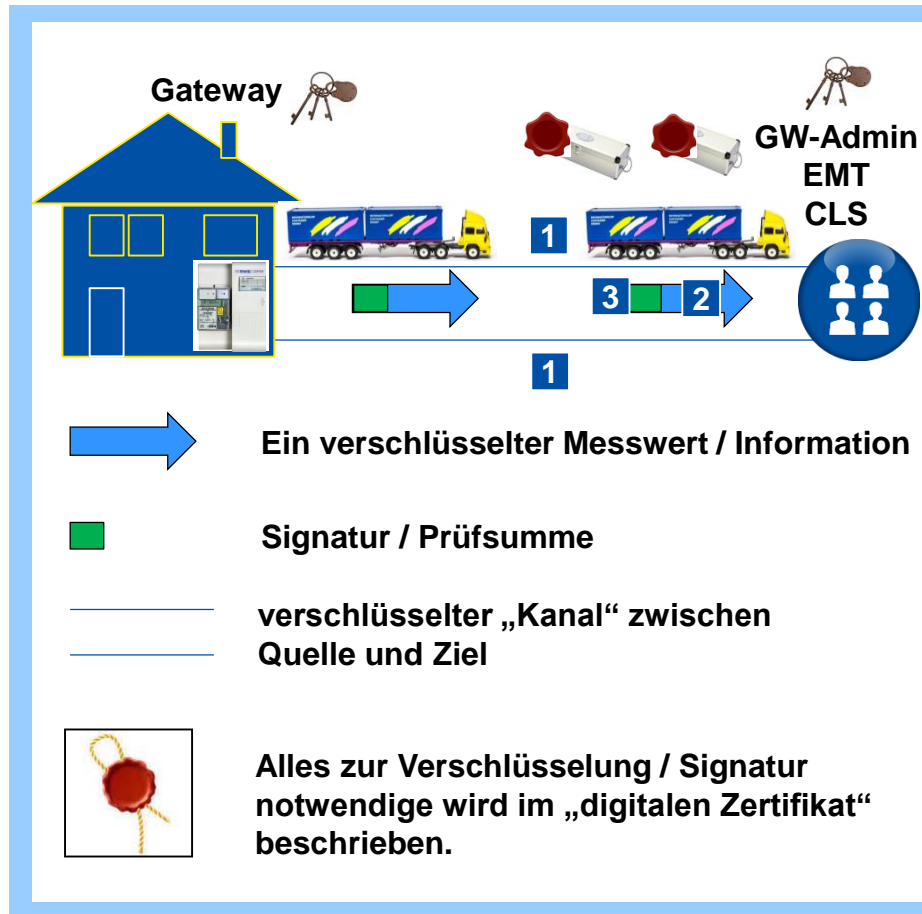 Gateway
GW-Admin
EMT
CLS
1
3
2
1
Ein verschlüsselter Messwert / Information
Signatur / Prüfsumme
verschlüsselter „Kanal“ zwischen
Quelle und Ziel
Alles zur Verschlüsselung / Signatur
notwendige wird im „digitalen Zertifikat“
beschrieben.